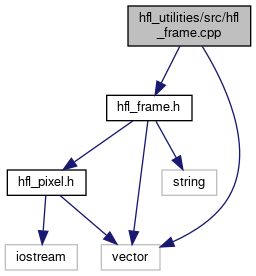 hfl_utilities/src/hfl
_frame.cpp
hfl_frame.h
hfl_pixel.h
string
iostream
vector